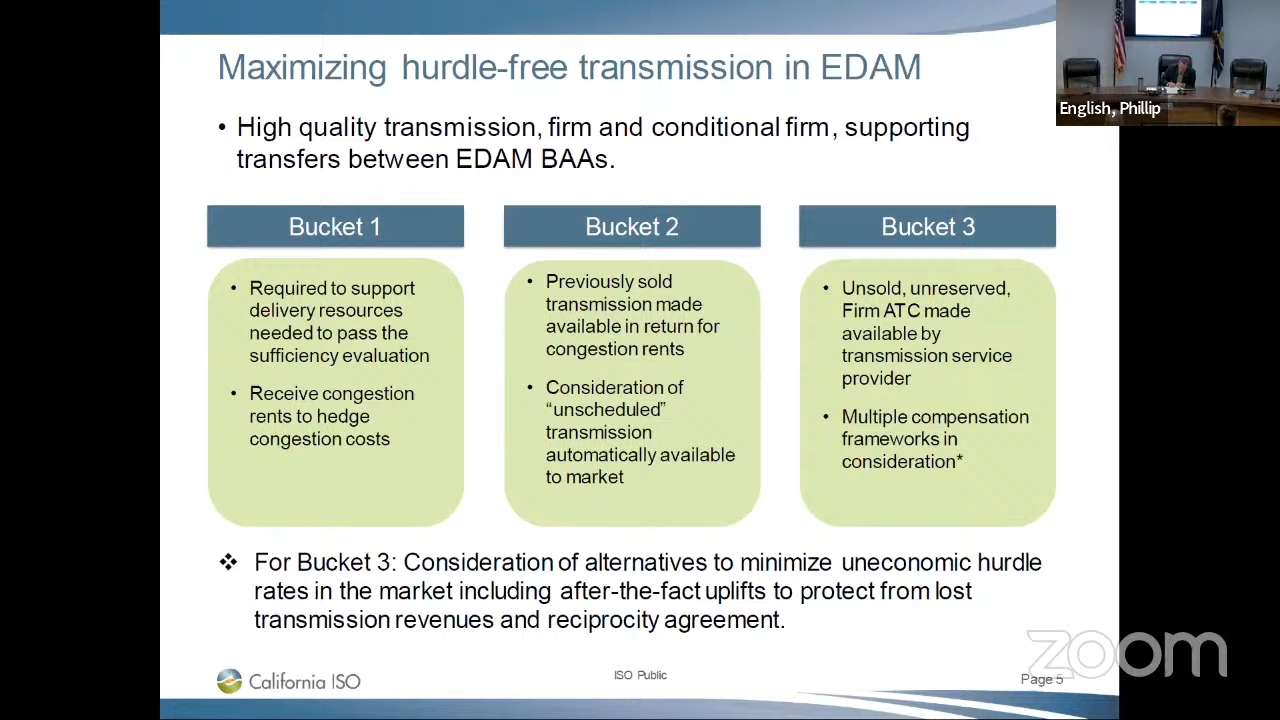 Maximizing hurdle-free transmission in EDAM
English, Phillip
• High quality transmission, firm and conditional firm, supporting
transfers between EDAM BAAs.
Bucket 1
• Required to support
delivery resources
needed to pass the
sufficiency evaluation
• Receive congestion
rents to hedge
congestion costs
Bucket 2
• Previously sold
transmission made
available in return for
congestion rents
• Consideration of
“unscheduled”
transmission
automatically available
to market
Bucket 3
• Unsold, unreserved,
Firm ATC made
available by
transmission service
provider
• Multiple compensation
frameworks in
consideration*
❖ For Bucket 3: Consideration of alternatives to minimize uneconomic hurdle
rates in the market including after-the-fact uplifts to protect from lost
transmission revenues and reciprocity agreement.
California ISO
ISO Public
Page 5
zoom